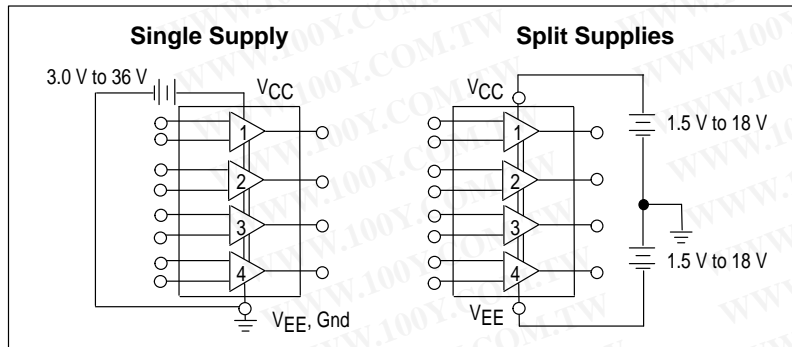 Single Supply
3.0 V to 36 V
VCC
1
2
3
4
VEE, Gnd
Split Supplies
VCC
1
2
3
4
VEE
1.5 V to 18 V
1.5 V to 18 V
WWW.100Y.COM.TW